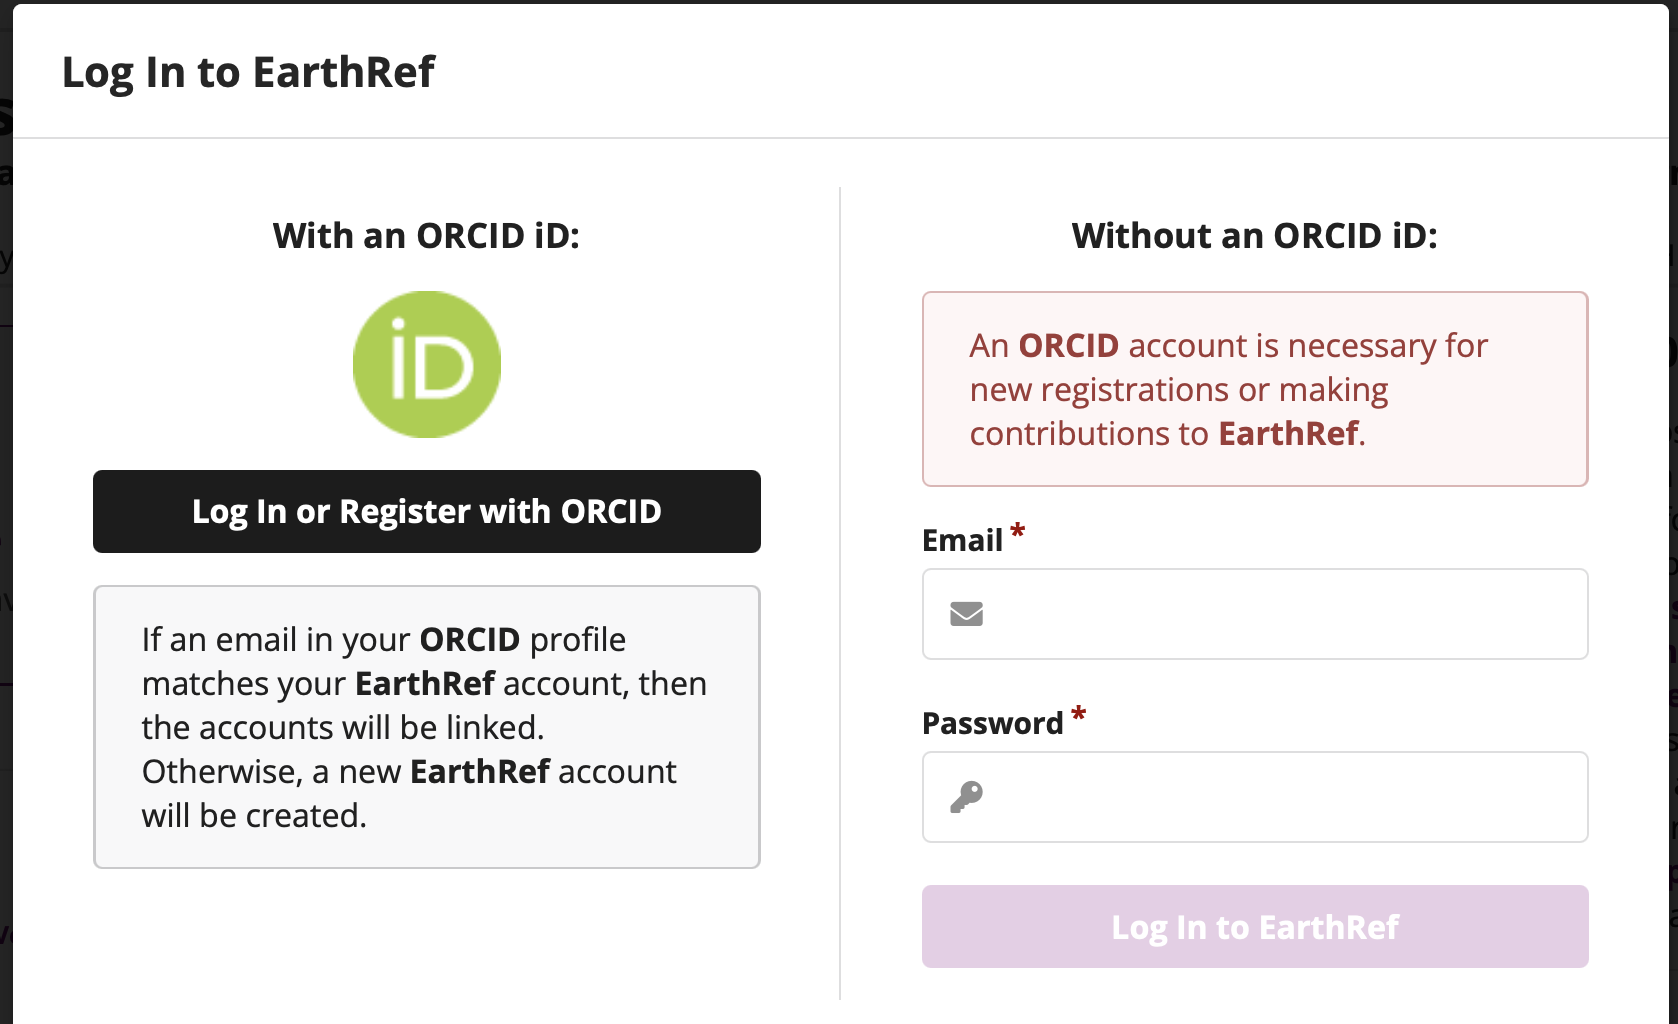 Log In to EarthRef
With an ORCID iD:
iD
Log In or Register with ORCID
If an email in your ORCID profile
matches your EarthRef account, then
the accounts will be linked.
Otherwise, a new EarthRef account
will be created.
Without an ORCID iD:
An ORCID account is necessary for
new registrations or making
contributions to EarthRef.
Email *
Password *
Log In to EarthRef